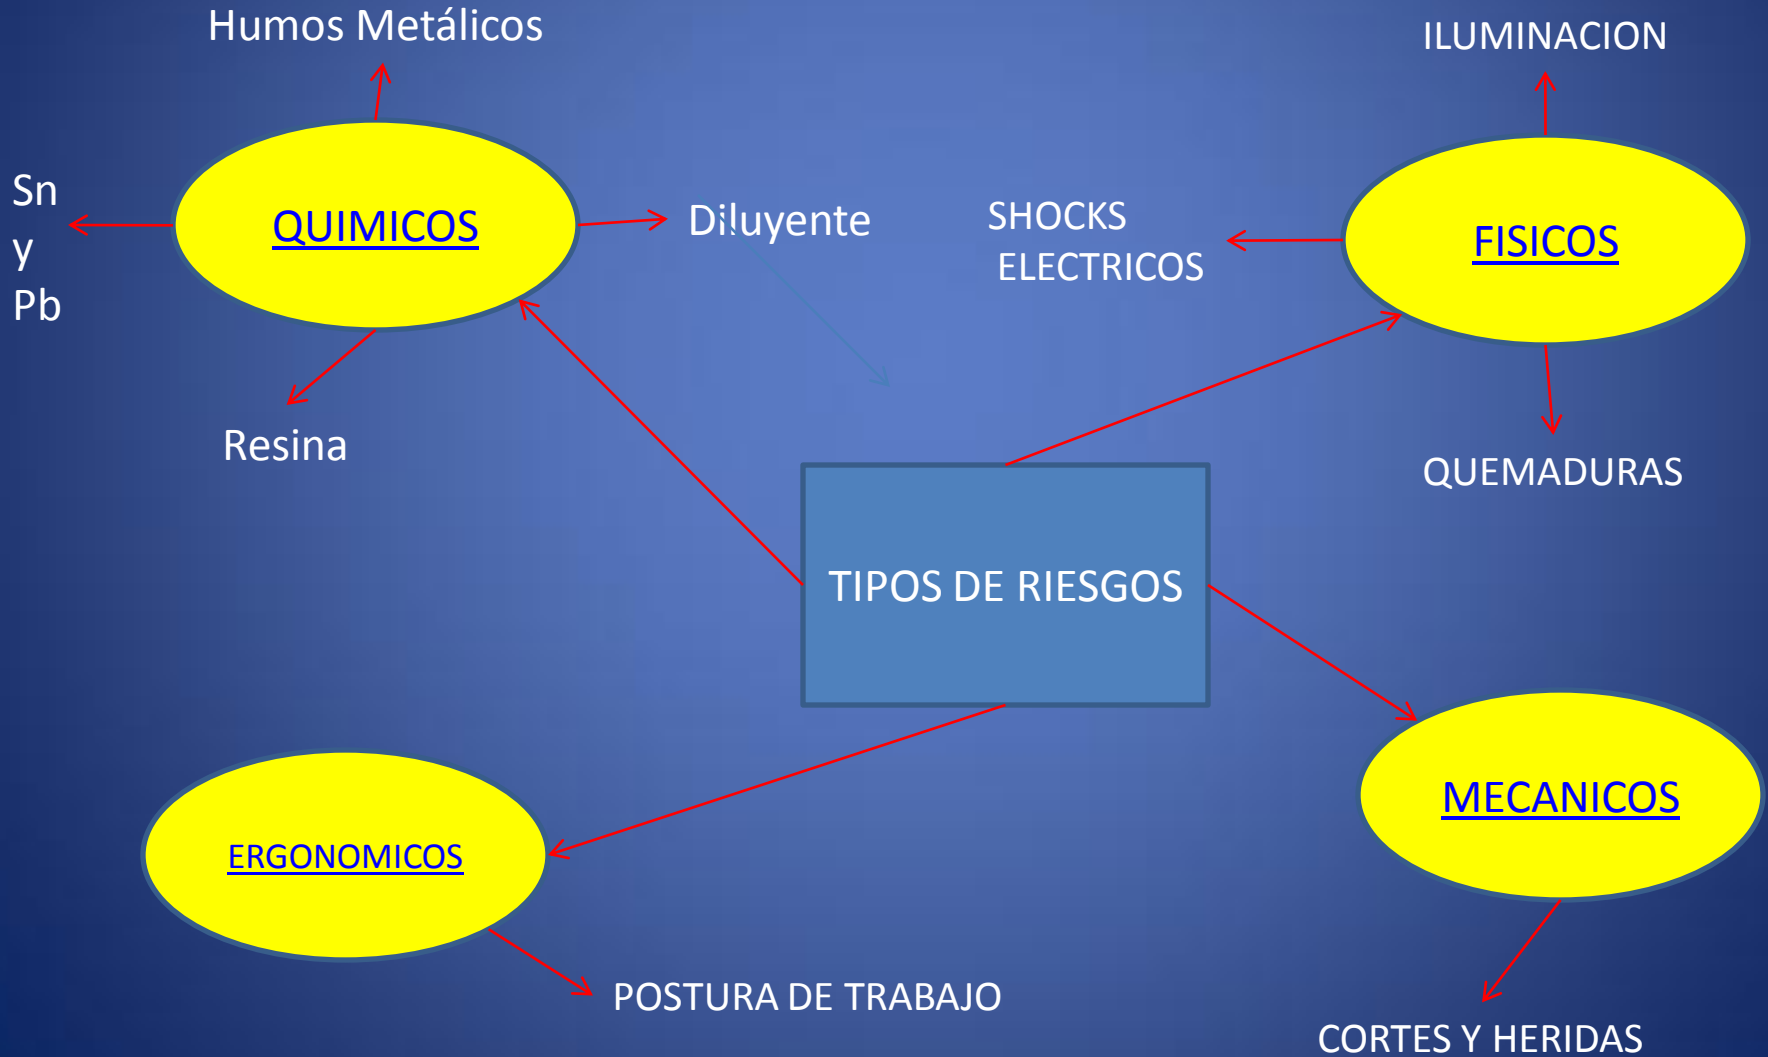 Humos Metálicos
ILUMINACION
Sn
y
Pb
QUIMICOS
Diluyente
SHOCKS
ELECTRICOS
FISICOS
Resina
QUEMADURAS
TIPOS DE RIESGOS
MECANICOS
ERGONOMICOS
POSTURA DE TRABAJO
CORTES Y HERIDAS